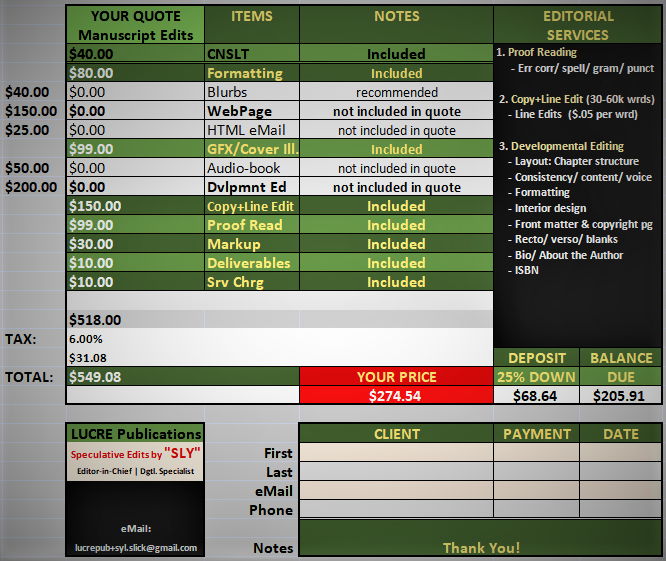 YOUR QUOTE ITEMS NOTES EDITORIAL
Manuscript Edits SERVICES
$40.00 CNSLT Included
$80.00 Formatting Included
$40.00 $0.00 Blurbs recommended
$150.00 $0.00 WebPage not included in quote
$25.00 $0.00 HTML eMail not included in quote
$99.00 GFX/Cover Ill. Included
$50.00 $0.00 Audio-book not included in quote
$200.00 $0.00 Dvlpmnt Ed not included in quote
$150.00 Copy+Line Edit Included
$99.00 Proof Read Included
$30.00 Markup Included
$10.00 Deliverables Included
$10.00 Srv Chrg Included
$518.00
TAX: 6.00%
$31.08
1. Proof Reading
- Err corr/ spell/ gram/ punct
2. Copy+Line Edit (30-60k wrds)
- Line Edits ($.05 per wrd)
3. Developmental Editing
- Layout: Chapter structure
- Consistency/ content/ voice
- Formatting
- Interior design
- Front matter & copyright pg
- Recto/ verso/ blanks
- Bio/ About the Author
- ISBN
DEPOSIT BALANCE
TOTAL: $549.08 YOUR PRICE 25% DOWN DUE
$274.54 $68.64 $205.91
LUCRE Publications
Speculative Edits by "SLY"
Editor-in-Chief | Dgtl. Specialist
eMail:
lucrepub+syl.slick@gmail.com
CLIENT PAYMENT DATE
First
Last
eMail
Phone
Notes Thank You!